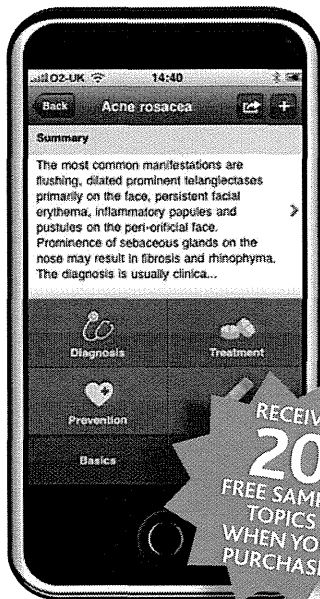 O2-UK 14:40
Back Acne rosacea +
Summary
The most common manifestations are
flushing, dilated prominent telangiectases
primarily on the face, persistent facial
erythema, inflammatory papules and
pustules on the peri-orificial face.
Prominence of sebaceous glands on the
nose may result in fibrosis and rhinophyma.
The diagnosis is usually clinica...
Diagnosis Treatment
Prevention
Basics
RECEIV
20
FREE SAMP
TOPICS
WHEN YO
PURCHAS